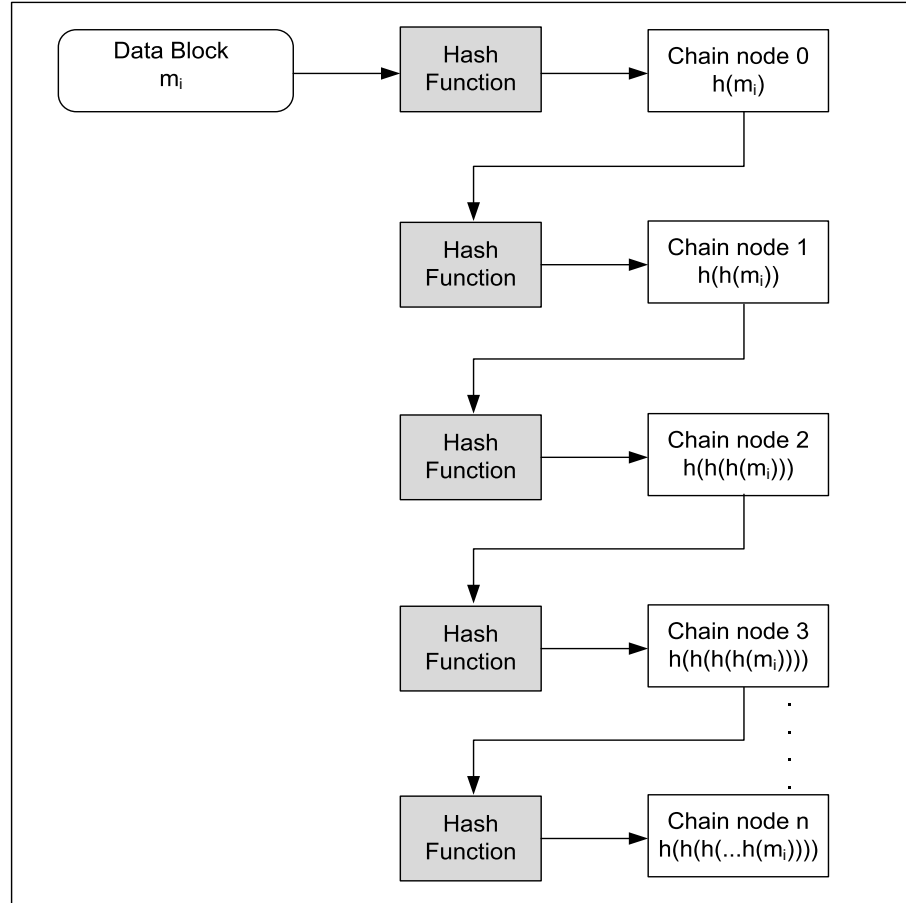 Data Block
mᵢ
Hash
Function
Chain node 0
h(mᵢ)
Hash
Function
Chain node 1
h(h(mᵢ))
Hash
Function
Chain node 2
h(h(h(mᵢ)))
Hash
Function
Chain node 3
h(h(h(h(mᵢ))))
Hash
Function
Chain node n
h(h(h(...h(mᵢ))))